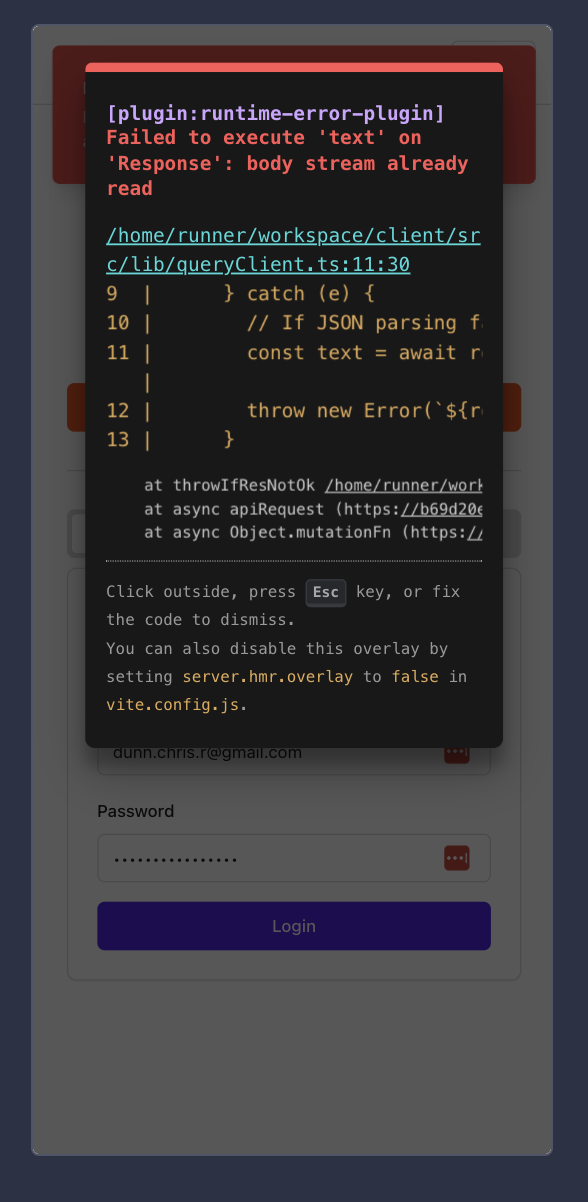 [plugin:runtime-error-plugin]
Failed to execute 'text' on
'Response': body stream already
read
/home/runner/workspace/client/sr
c/lib/queryClient.ts:11:30
9  |      } catch (e) {
10 |        // If JSON parsing f
11 |        const text = await r
|
12 |        throw new Error(`${r
13 |      }
at throwIfResNotOk /home/runner/work
at async apiRequest (https://b69d20e
at async Object.mutationFn (https://
Click outside, press Esc key, or fix
the code to dismiss.
You can also disable this overlay by
setting server.hmr.overlay to false in
vite.config.js.
dunn.chris.r@gmail.com
Password
••••••••••••••••
Login